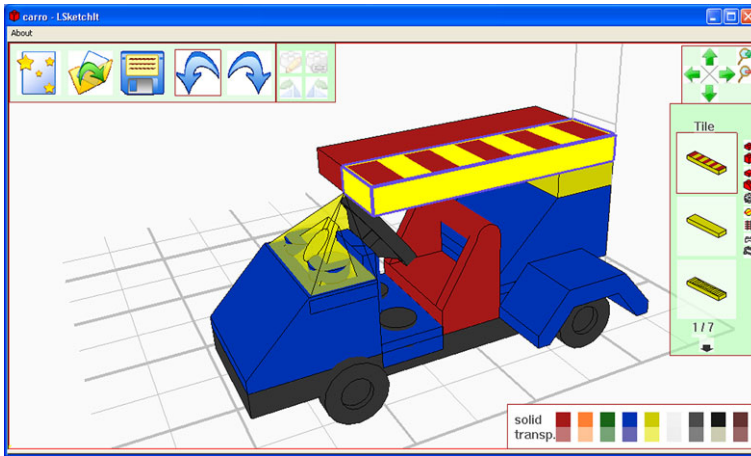 carro - LSketchIt
About
Tile
1 / 7
solid
transp.